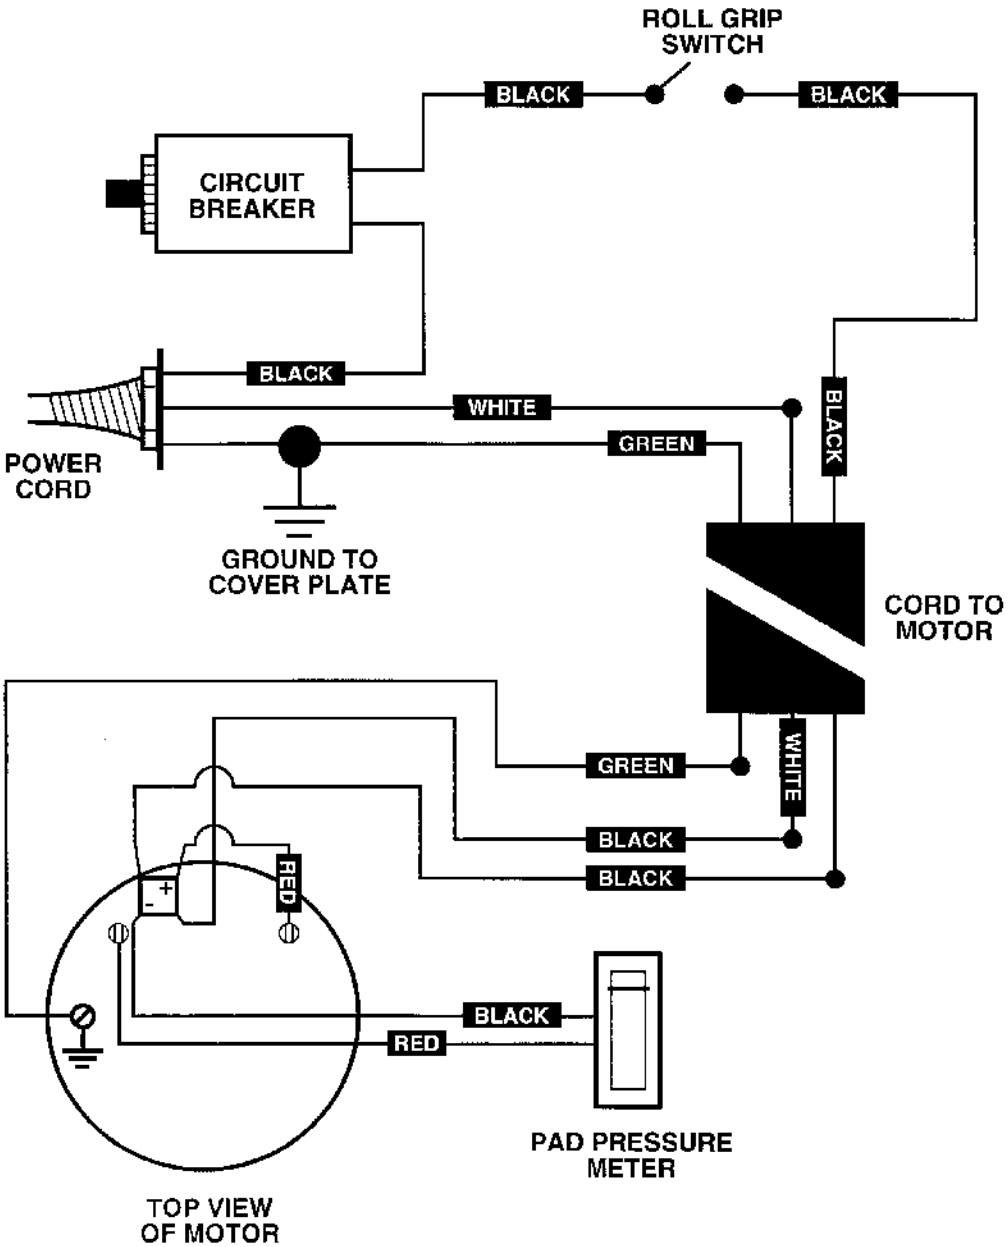 ROLL GRIP
SWITCH
BLACK
BLACK
CIRCUIT
BREAKER
BLACK
WHITE
BLACK
GREEN
POWER
CORD
GROUND TO
COVER PLATE
CORD TO
MOTOR
GREEN
WHITE
BLACK
BLACK
RED
+
-
BLACK
RED
PAD PRESSURE
METER
TOP VIEW
OF MOTOR